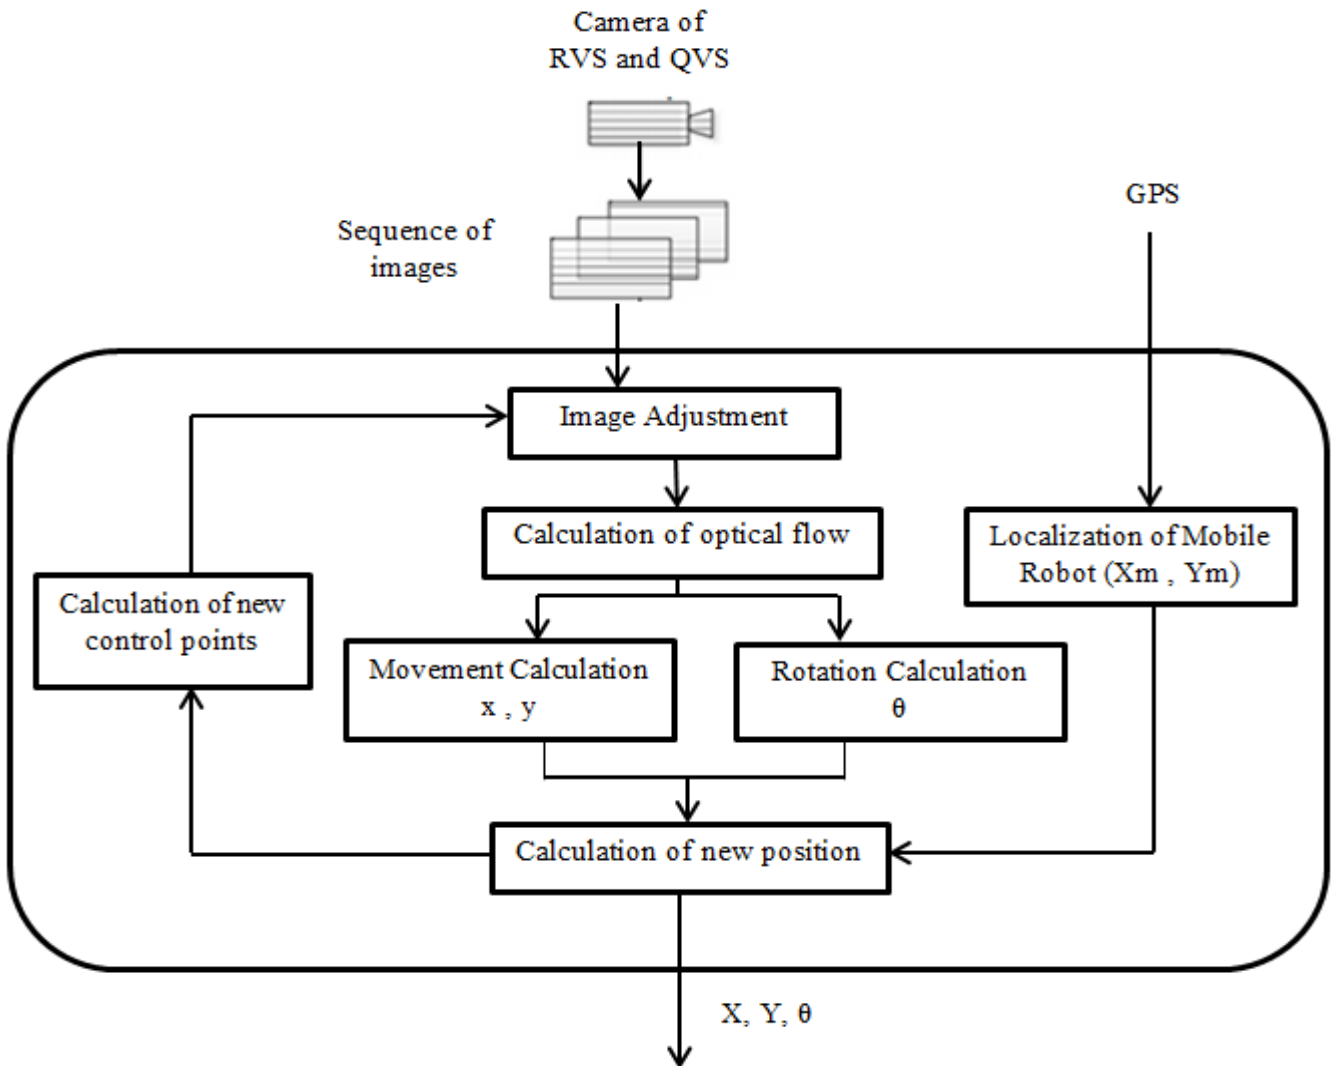 Camera of
RVS and QVS
GPS
Sequence of
images
Image Adjustment
Calculation of optical flow
Localization of Mobile
Robot (Xm , Ym)
Calculation of new
control points
Movement Calculation
x , y
Rotation Calculation
θ
Calculation of new position
X, Y, θ